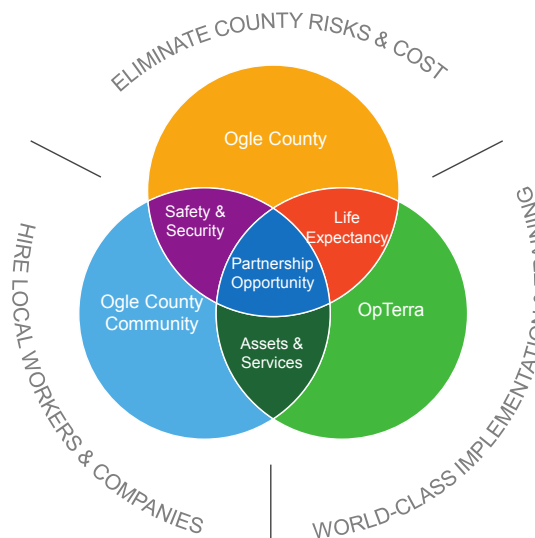 ELIMINATE COUNTY RISKS & COST
Ogle County
Safety &
Security
Life
Expectancy
Partnership
Opportunity
Ogle County
Community
OpTerra
Assets &
Services
HIRE LOCAL WORKERS & COMPANIES
WORLD-CLASS IMPLEMENTATION